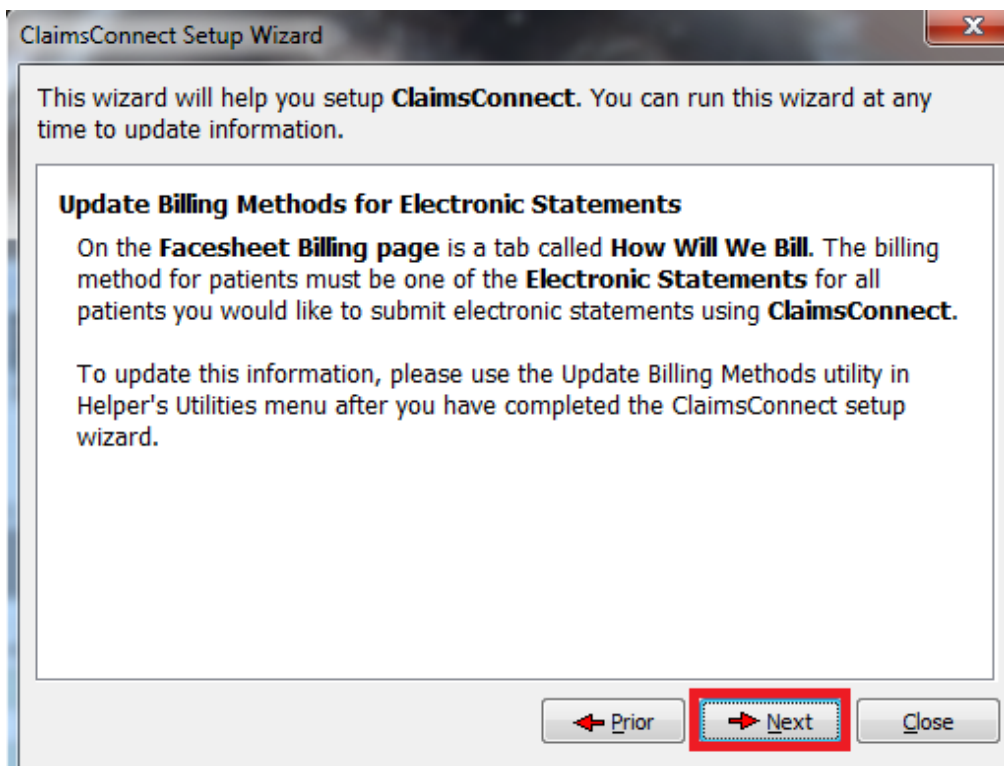 ClaimsConnect Setup Wizard
This wizard will help you setup ClaimsConnect. You can run this wizard at any
time to update information.
Update Billing Methods for Electronic Statements
On the Facesheet Billing page is a tab called How Will We Bill. The billing
method for patients must be one of the Electronic Statements for all
patients you would like to submit electronic statements using ClaimsConnect.
To update this information, please use the Update Billing Methods utility in
Helper's Utilities menu after you have completed the ClaimsConnect setup
wizard.
Prior Next Close